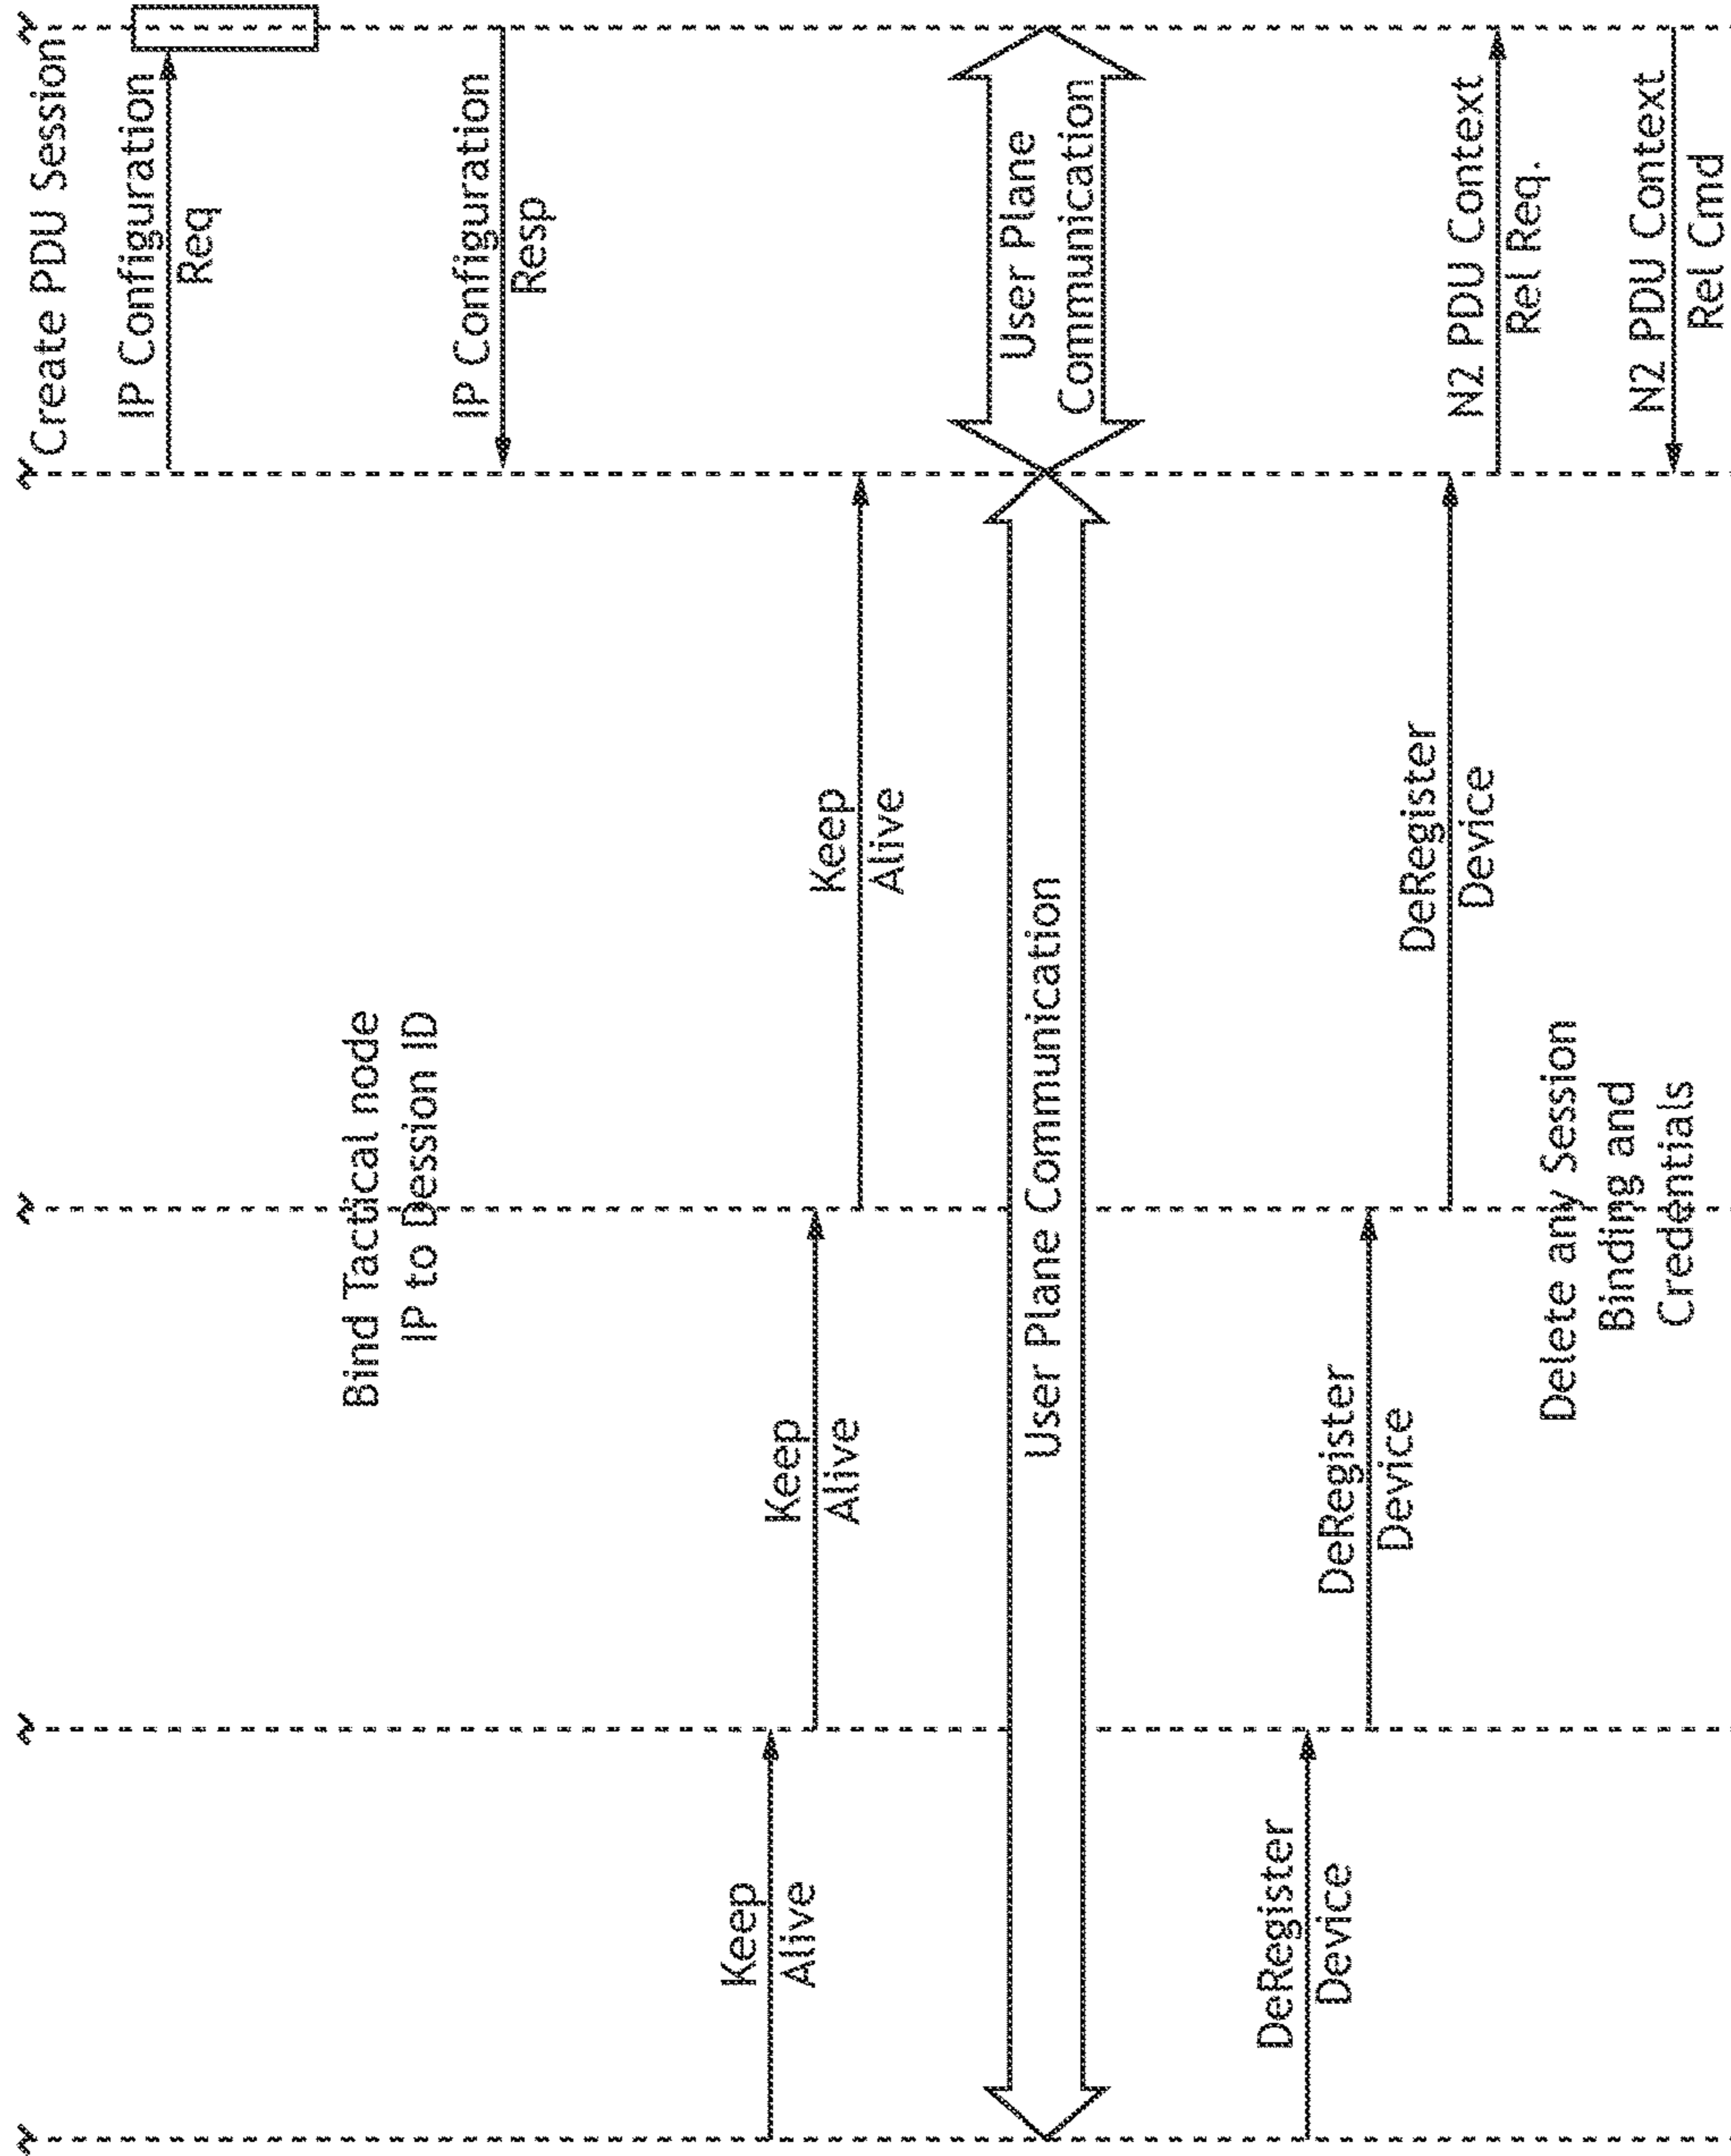 Create PDU Session
IP Configuration
Req
Bind Tactical node
IP to Dession ID
IP Configuration
Resp
Keep
Alive
Keep
Alive
Keep
Alive
User Plane Communication
User Plane
Communication
DeRegister
Device
DeRegister
Device
DeRegister
Device
N2 PDU Context
Rel Req.
Delete any Session
Binding and
Credentials
N2 PDU Context
Rel Cmd